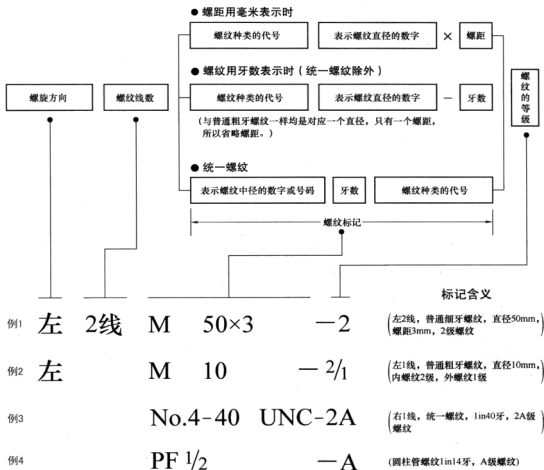 ● 螺距用毫米表示时
螺纹种类的代号 表示螺纹直径的数字 × 螺距
● 螺纹用牙数表示时（统一螺纹除外）
螺旋方向 螺纹线数 螺纹种类的代号 表示螺纹直径的数字 － 牙数
螺纹的等级
（与普通粗牙螺纹一样均是对应一个直径，只有一个螺距，
所以省略螺距。）
● 统一螺纹
表示螺纹中径的数字或号码 牙数 螺纹种类的代号
螺纹标记
标记含义
例1 左 2线 M 50×3 －2 (左2线，普通细牙螺纹，直径50mm，
螺距3mm，2级螺纹)
例2 左 M 10 － 2/1 (左1线，普通粗牙螺纹，直径10mm，
内螺纹2级，外螺纹1级)
例3 No.4-40 UNC-2A (右1线，统一螺纹，1in40牙，2A级
螺纹)
例4 PF 1/2 －A (圆柱管螺纹1in14牙，A级螺纹)